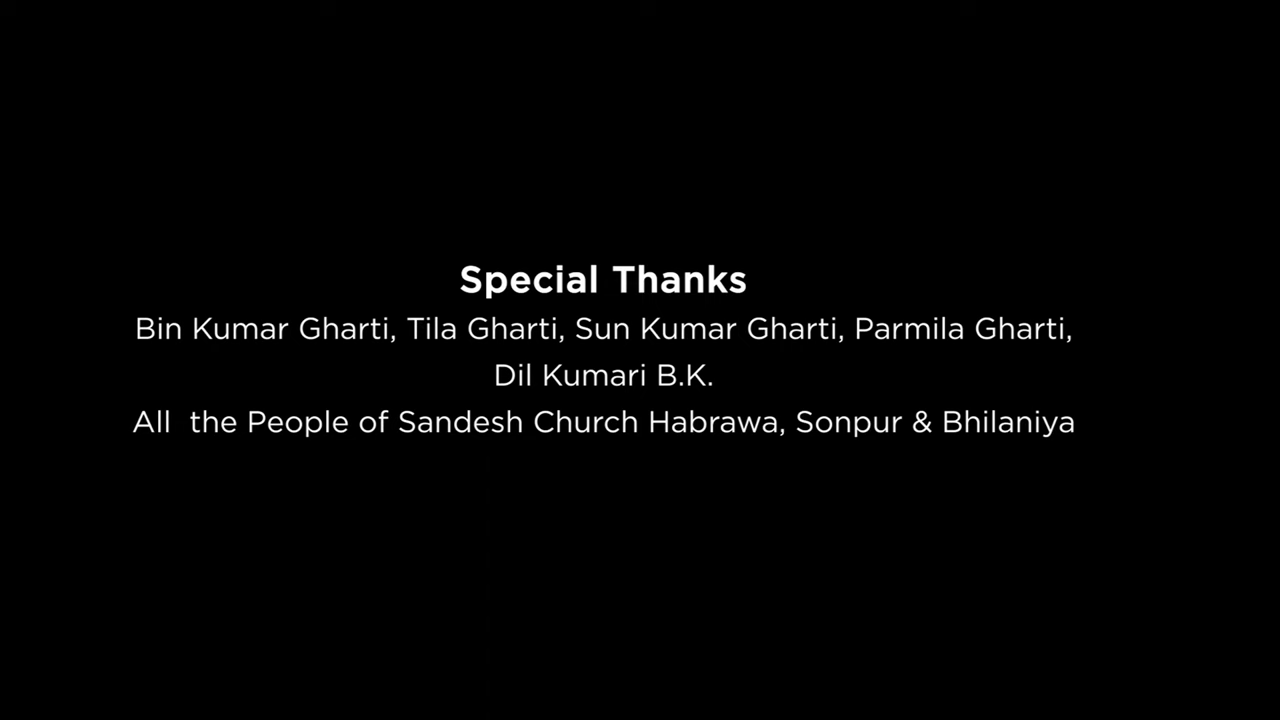 Special Thanks
Bin Kumar Gharti, Tila Gharti, Sun Kumar Gharti, Parmila Gharti,
Dil Kumari B.K.
All  the People of Sandesh Church Habrawa, Sonpur & Bhilaniya